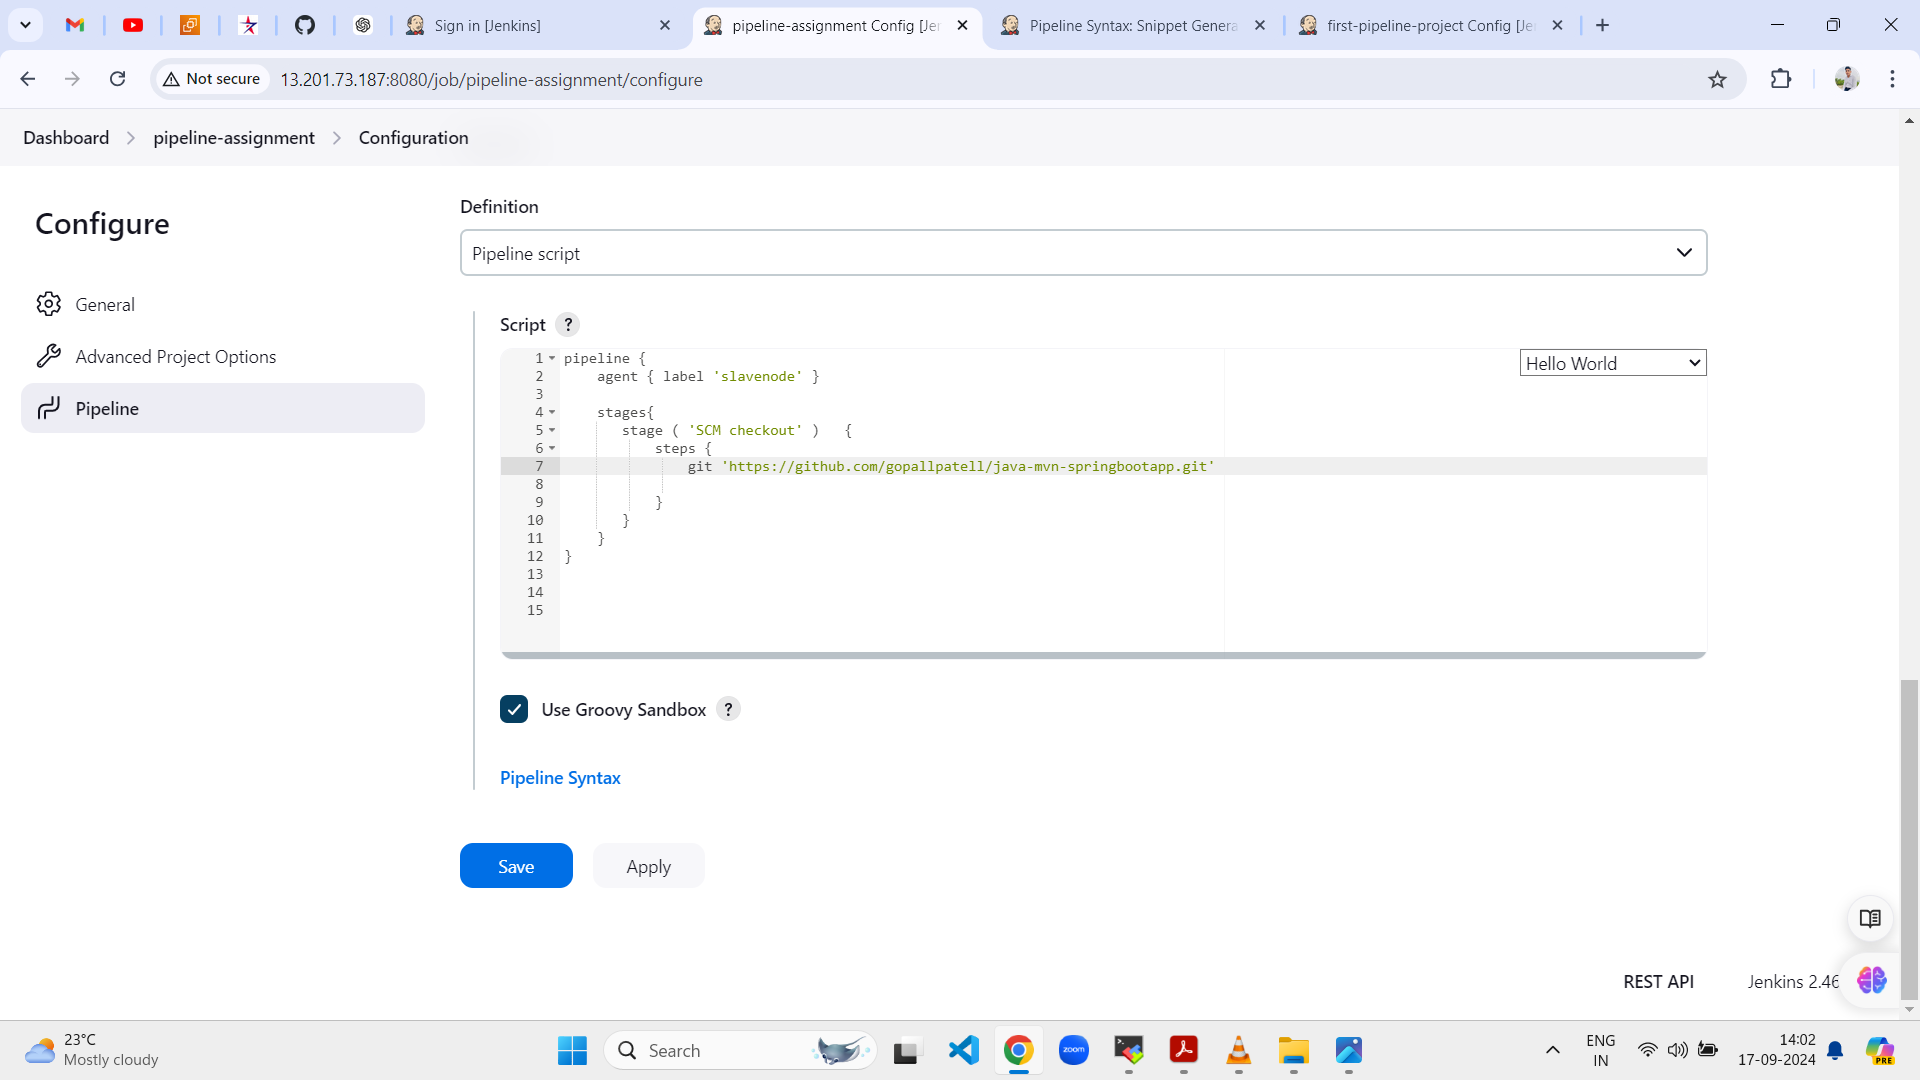 Sign in [Jenkins]
pipeline-assignment Config [Je
Pipeline Syntax: Snippet Genera
first-pipeline-project Config [Je
Not secure
13.201.73.187:8080/job/pipeline-assignment/configure
Dashboard
pipeline-assignment
Configuration
Configure
General
Advanced Project Options
Pipeline
Definition
Pipeline script
Script ?
Hello World
1 pipeline {
2 agent { label 'slavenode' }
3
4 stages{
5 stage ( 'SCM checkout' ) {
6 steps {
7 git 'https://github.com/gopallpatell/java-mvn-springbootapp.git'
8
9 }
10 }
11 }
12 }
13
14
15
Use Groovy Sandbox ?
Pipeline Syntax
Save
Apply
REST API
Jenkins 2.46
23°C
Mostly cloudy
Search
zoom
ENG
IN
14:02
17-09-2024
PRE